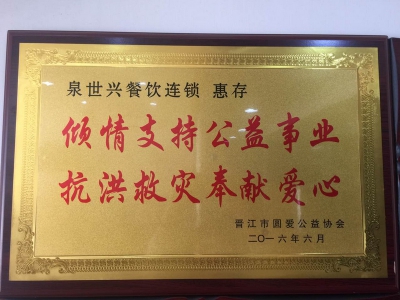 泉世兴餐饮连锁 惠存
倾情支持公益事业
抗洪救灾奉献爱心
晋江市圆爱公益协会
二〇一六年六月